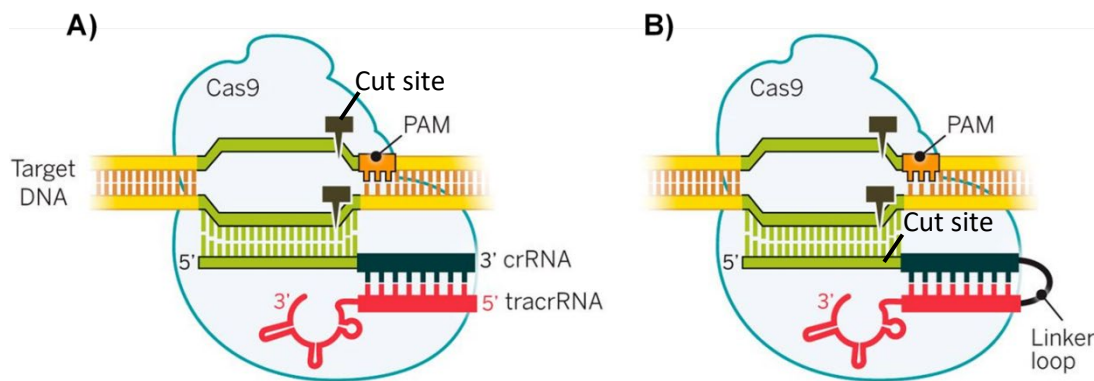 A)
Cas9
Cut site
PAM
Target
DNA
5’
3’ crRNA
3’
5’ tracrRNA
B)
Cas9
PAM
Cut site
5’
3’
Linker
loop